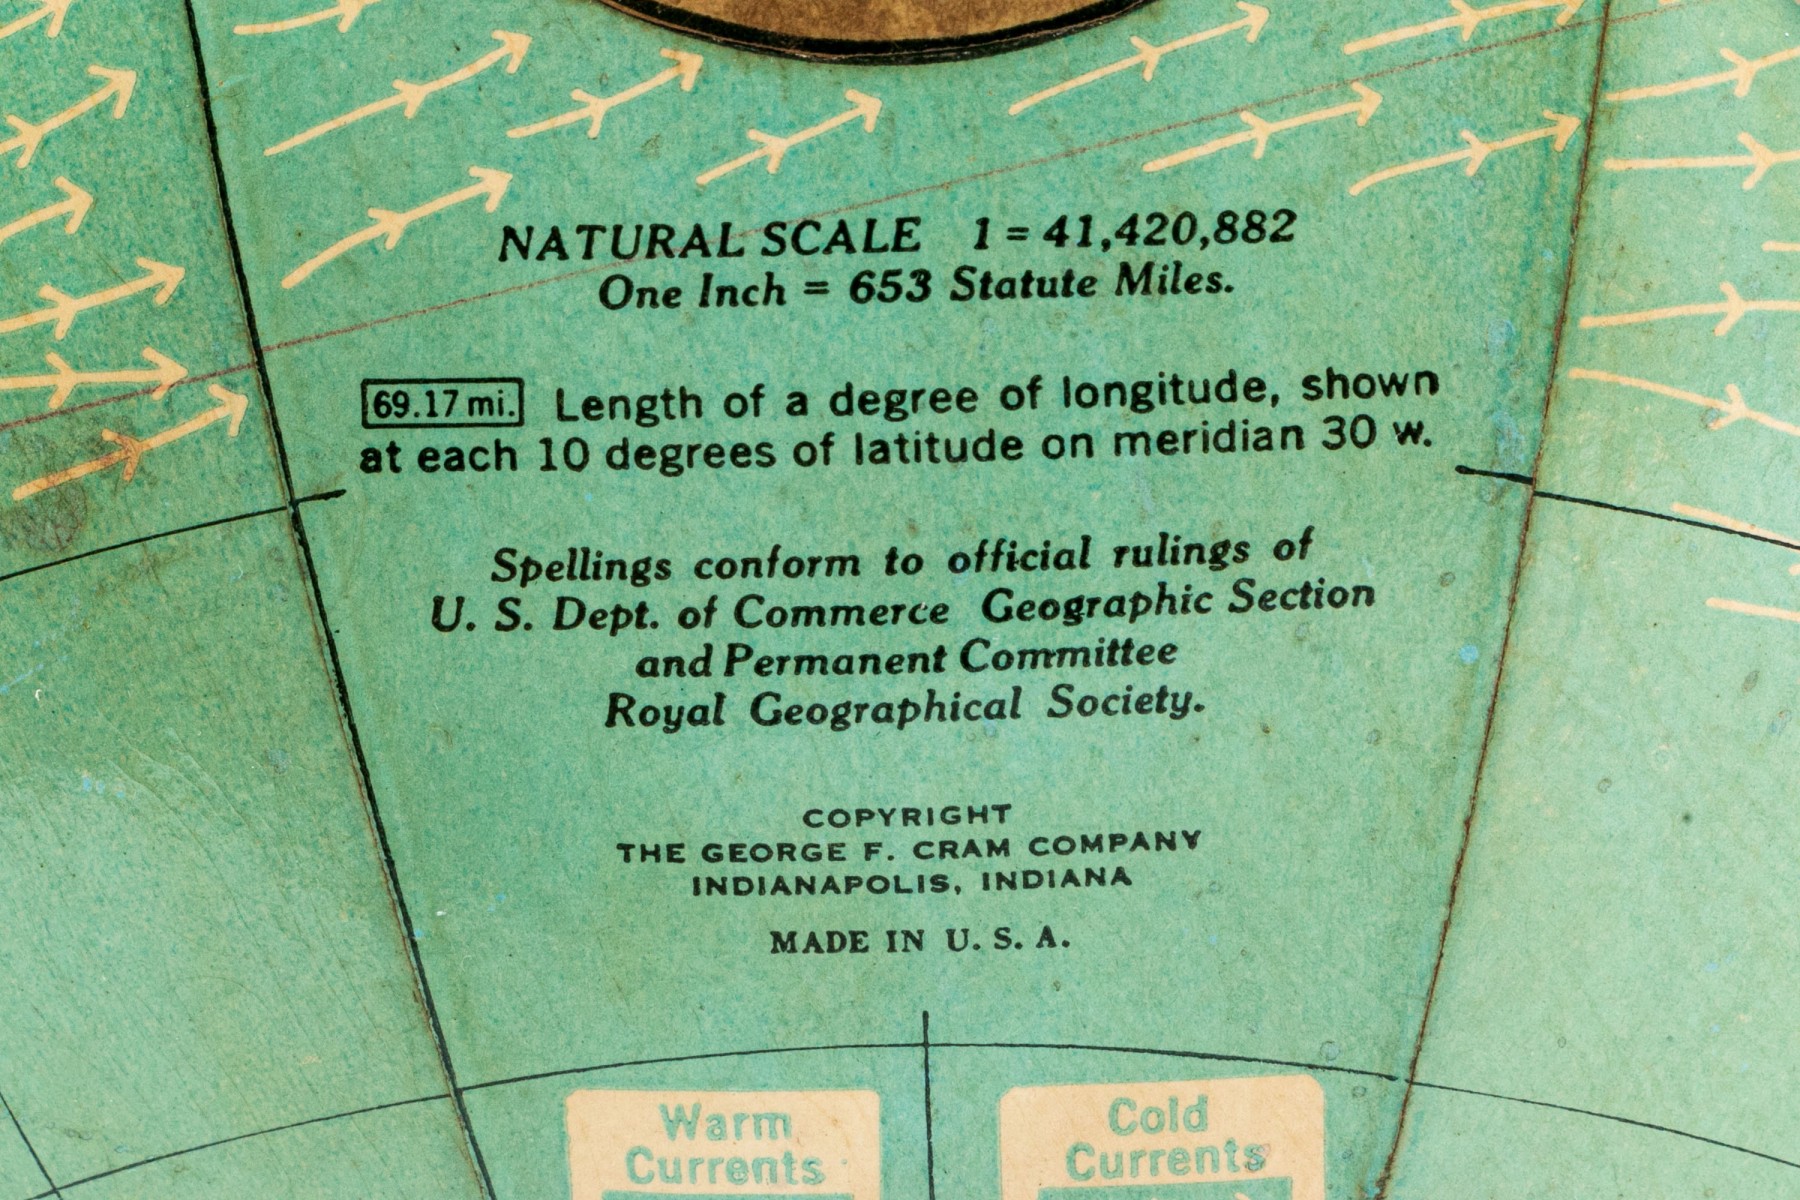 NATURAL SCALE 1 = 41,420,882
One Inch = 653 Statute Miles.
69.17 mi. Length of a degree of longitude, shown
at each 10 degrees of latitude on meridian 30 w.
Spellings conform to official rulings of
U. S. Dept. of Commerce Geographic Section
and Permanent Committee
Royal Geographical Society.
COPYRIGHT
THE GEORGE F. CRAM COMPANY
INDIANAPOLIS, INDIANA
MADE IN U. S. A.
Warm
Currents
Cold
Currents